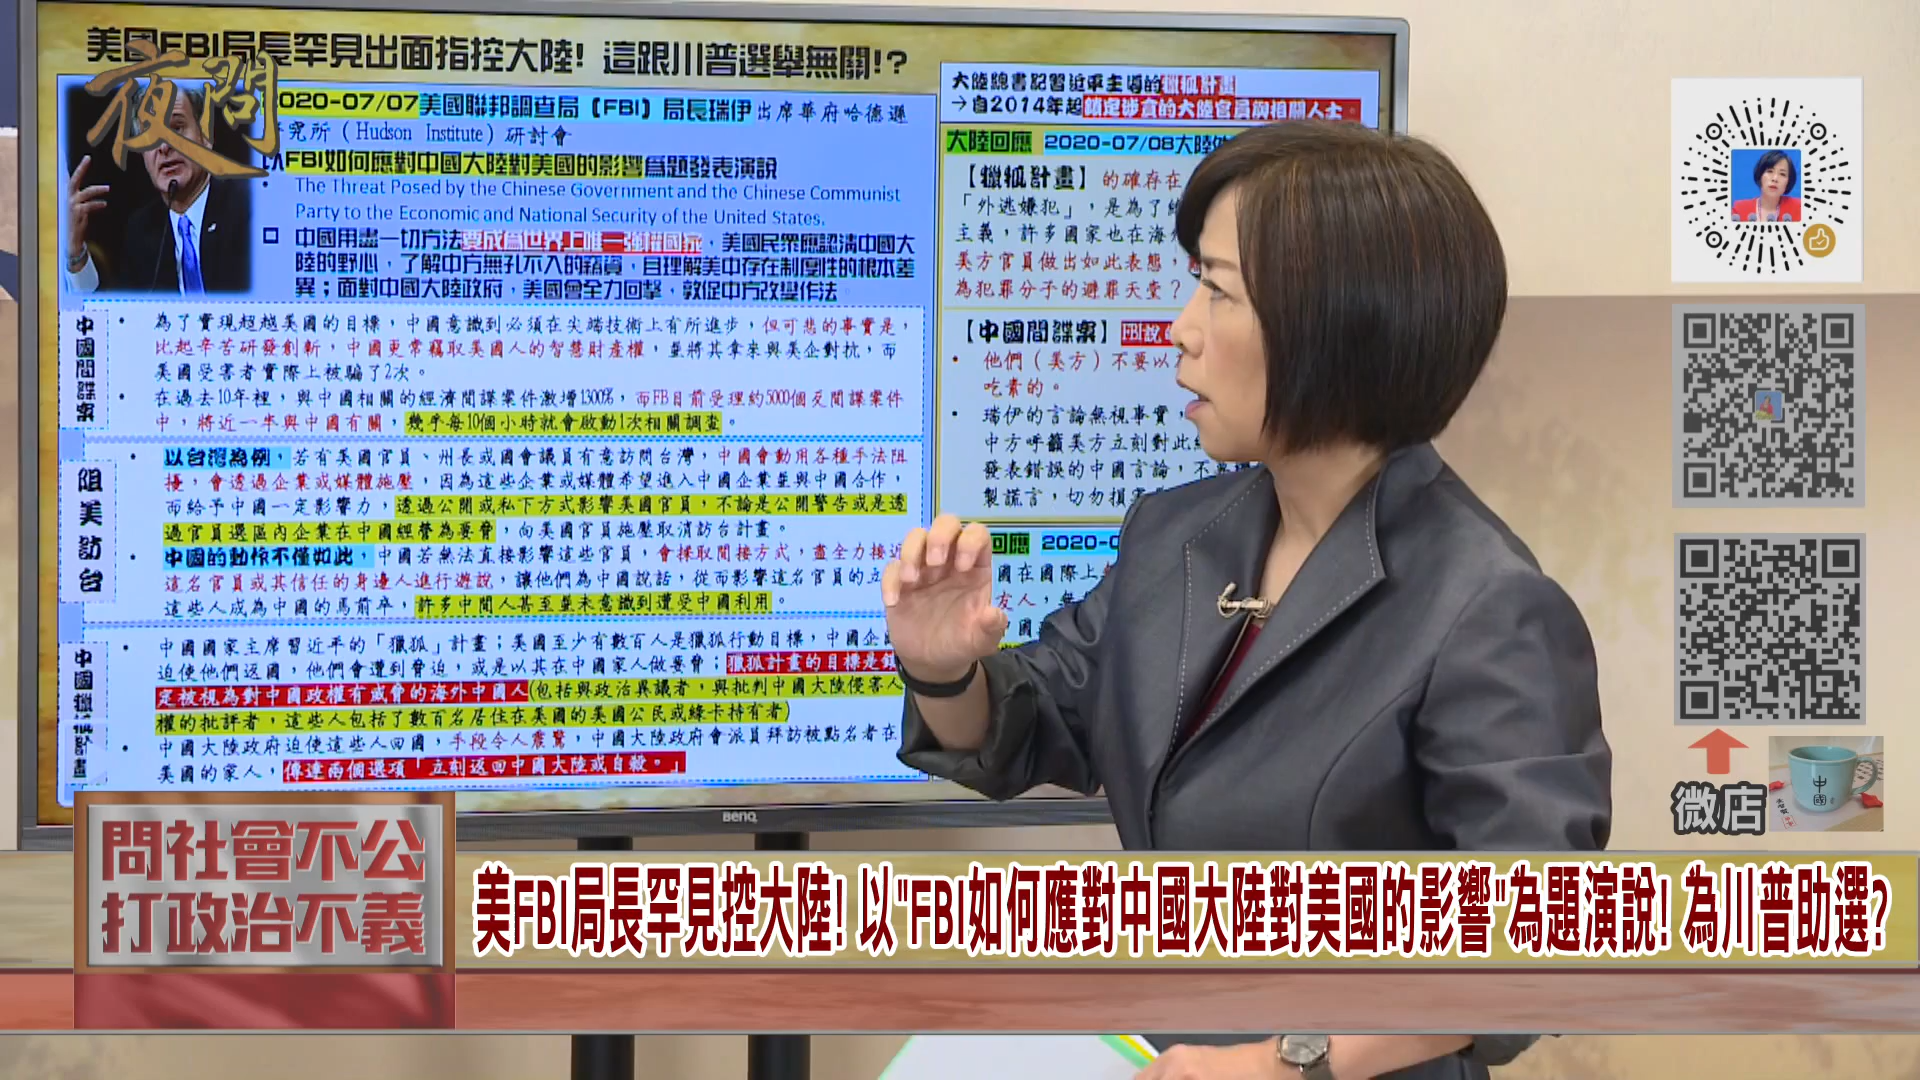 美國FBI局長罕見出面指控大陸! 這跟川普選舉無關!?
夜問
2020-07/07美國聯邦調查局【FBI】局長瑞伊出席華府哈德遜
究所(Hudson Institute)研討會
以FBI如何應對中國大陸對美國的影響為題發表演說
The Threat Posed by the Chinese Government and the Chinese Communist
Party to the Economic and National Security of the United States.
中國用盡一切方法要成為世界上唯一強權國家,美國民眾應認清中國大
陸的野心,了解中方無孔不入的薪資,且理解美中存在制度性的根本差
異;面對中國大陸政府,美國會全力回擊,敦促中方改變作法
中國間諜案
為了實現超越美國的目標,中國意識到必須在尖端技術上有所進步,但可悲的事實是,
比起辛苦研發創新,中國更常竊取美國人的智慧財產權,並將其拿來與美企對抗,而
美國受害者實際上被騙了2次。
在過去10年裡,與中國相關的經濟間諜案件激增1300%,而FBI目前受理約5000個反間諜案件
中,將近一半與中國有關,幾乎每10個小時就會啟動1次相關調查。
阻美訪台
以台灣為例,若有美國官員、州長或國會議員有意訪問台灣,中國會動用各種手法阻
擾,會透過企業或媒體施壓,因為這些企業或媒體希望進入中國企業並與中國合作,
而給予中國一定影響力,透過公開或私下方式影響美國官員,不論是公開警告或是透
過官員選區內企業在中國經營為要脅,向美國官員施壓取消訪台計畫。
中國的動作不僅如此,中國若無法直接影響這些官員,會採取間接方式,盡全力接近
這名官員或其信任的身邊人進行遊說,讓他們為中國說話,從而影響這名官員的立
這些人成為中國的馬前卒,許多中間人甚至並未意識到遭受中國利用。
中國獵狐計畫
中國國家主席習近平的「獵狐」計畫;美國至少有數百人是獵狐行動目標,中國企圖
迫使他們返國,他們會遭到脅迫,或是以其在中國家人做要脅;獵狐計畫的目標是鎖
定被視為對中國政權有威脅的海外中國人(包括與政治異議者,與批判中國大陸侵害人
權的批評者,這些人包括了數百名居住在美國的美國公民或綠卡持有者)
中國大陸政府迫使這些人回國,手段令人震驚,中國大陸政府會派員拜訪被點名者在
美國的家人,傳達兩個選項「立刻返回中國大陸或自殺。」
大陸總書記習近平主導的獵狐計畫
→自2014年起鎖定涉貪的大陸官員與相關人士。
大陸回應 2020-07/08大陸外
【獵狐計畫】的確存在
「外逃嫌犯」,是為了維
主義,許多國家也在海外
美方官員做出如此表態,
為犯罪分子的避罪天堂?
【中國間諜案】FBI說的
他們(美方)不要以為
吃素的。
瑞伊的言論無視事實,
中方呼籲美方立刻對此
發表錯誤的中國言論,不要
製謊言,切勿損害
回應 2020-0
國在國際上
友人,無
BenQ
微店
中國
問社會不公
打政治不義
美FBI局長罕見控大陸! 以"FBI如何應對中國大陸對美國的影響"為題演說! 為川普助選?